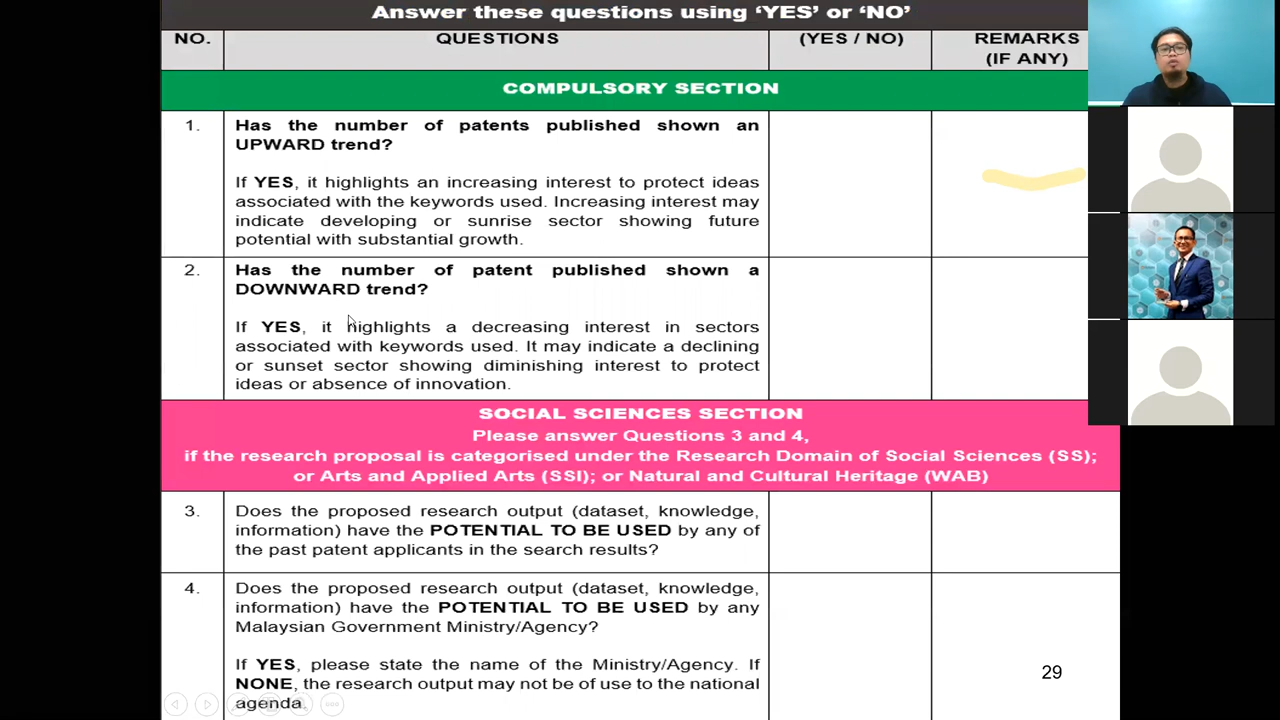 Answer these questions using ‘YES’ or ‘NO’
NO. QUESTIONS (YES / NO) REMARKS
(IF ANY)
COMPULSORY SECTION
1. Has the number of patents published shown an
UPWARD trend?
If YES, it highlights an increasing interest to protect ideas
associated with the keywords used. Increasing interest may
indicate developing or sunrise sector showing future
potential with substantial growth.
2. Has the number of patent published shown a
DOWNWARD trend?
If YES, it highlights a decreasing interest in sectors
associated with keywords used. It may indicate a declining
or sunset sector showing diminishing interest to protect
ideas or absence of innovation.
SOCIAL SCIENCES SECTION
Please answer Questions 3 and 4,
if the research proposal is categorised under the Research Domain of Social Sciences (SS);
or Arts and Applied Arts (SSI); or Natural and Cultural Heritage (WAB)
3. Does the proposed research output (dataset, knowledge,
information) have the POTENTIAL TO BE USED by any of
the past patent applicants in the search results?
4. Does the proposed research output (dataset, knowledge,
information) have the POTENTIAL TO BE USED by any
Malaysian Government Ministry/Agency?
If YES, please state the name of the Ministry/Agency. If
NONE, the research output may not be of use to the national
agenda.
29